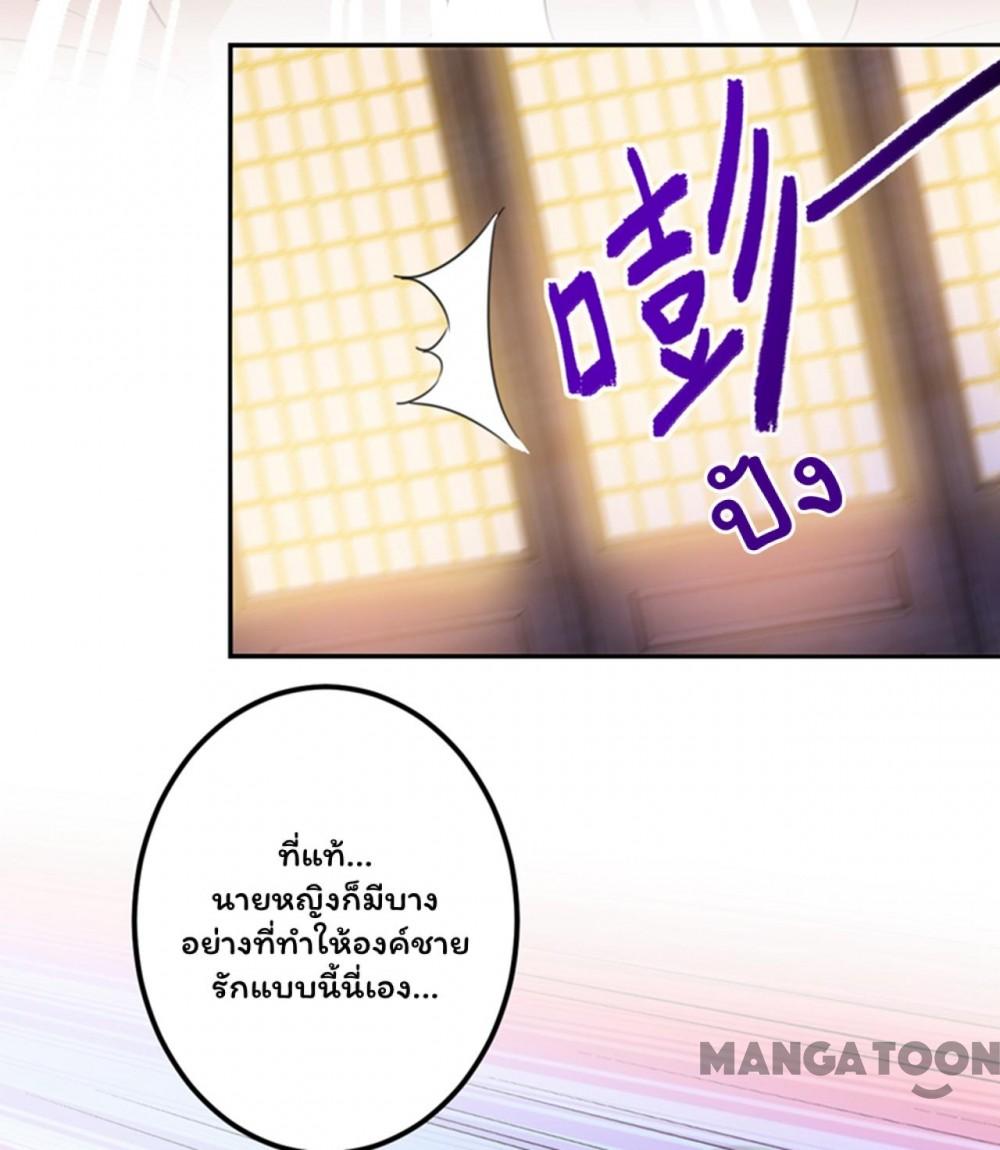 嘭
ปัง
ที่แท้...
นายหญิงก็มีบาง
อย่างที่ทำให้องค์ชาย
รักแบบนี้นี่เอง...
MANGATOON